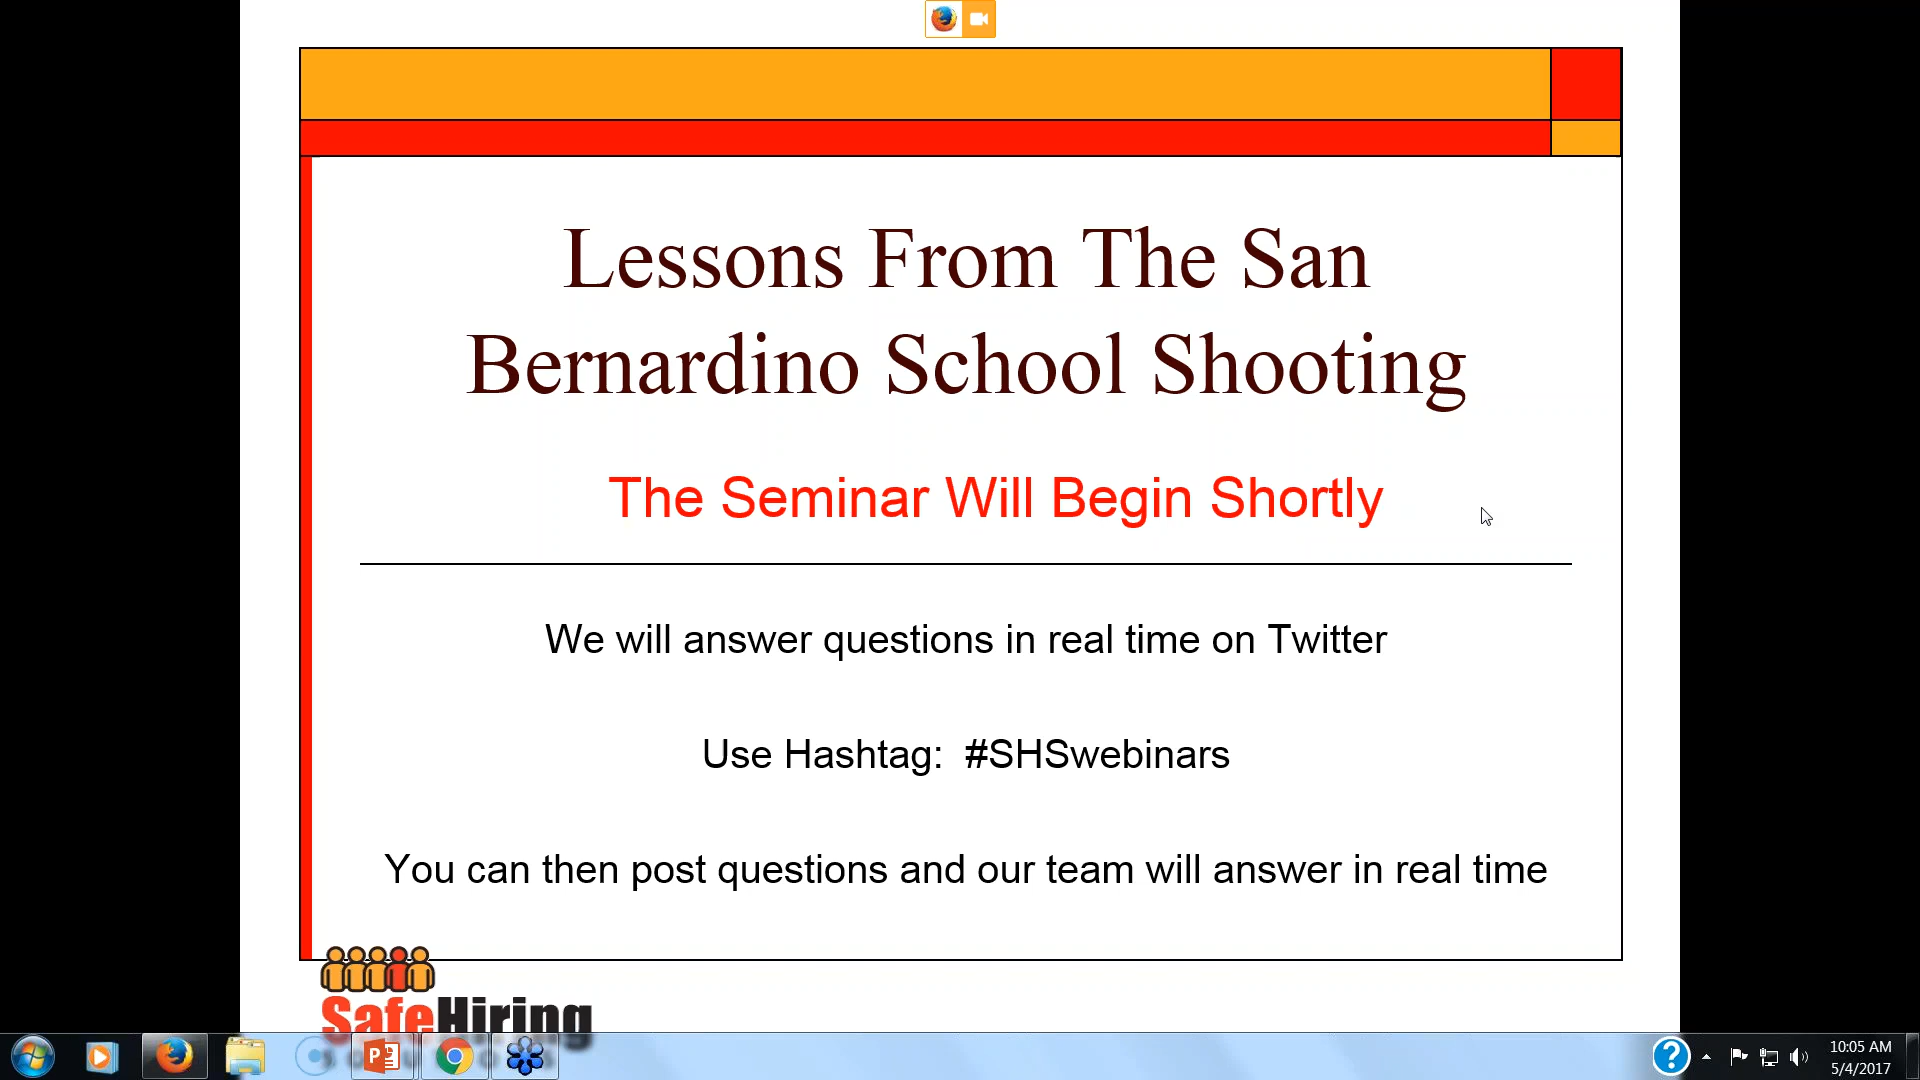 Lessons From The San
Bernardino School Shooting
The Seminar Will Begin Shortly
We will answer questions in real time on Twitter
Use Hashtag:  #SHSwebinars
You can then post questions and our team will answer in real time
SafeHiring
10:05 AM
5/4/2017